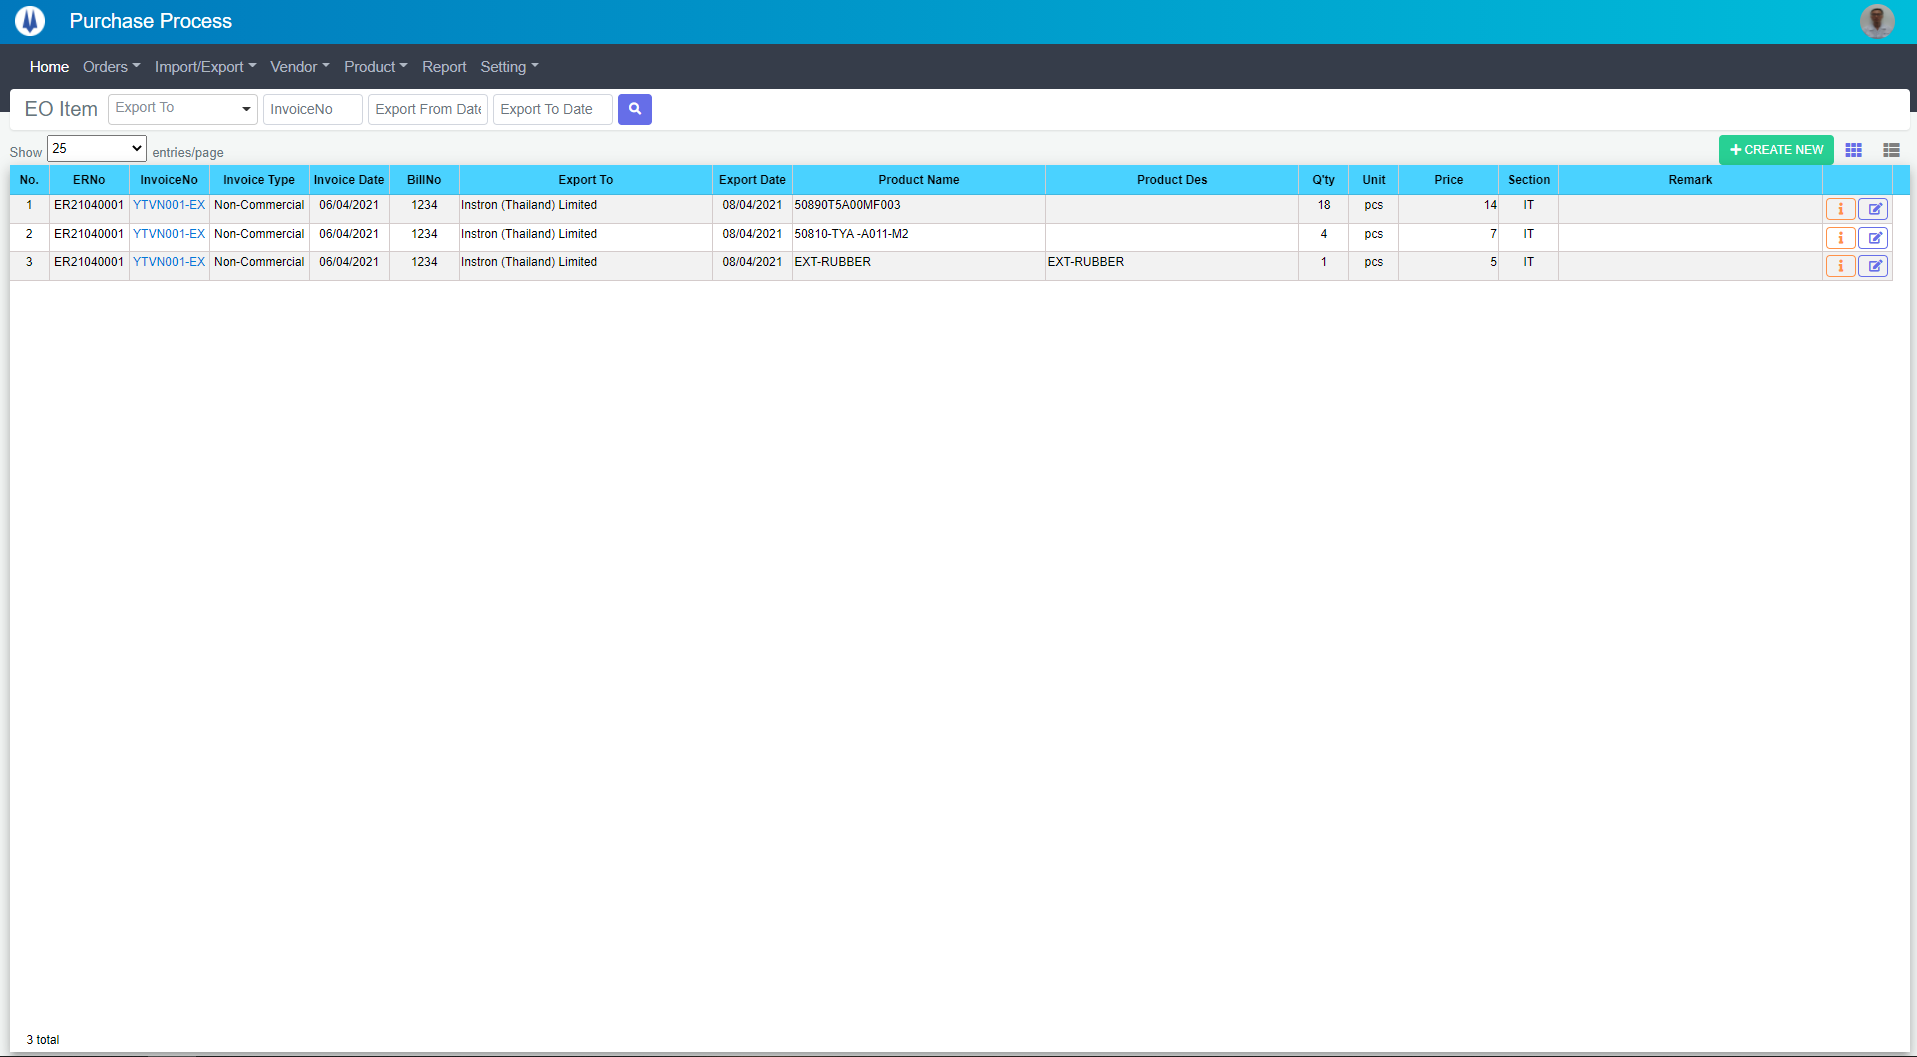 Purchase Process
Home Orders Import/Export Vendor Product Report Setting
EO Item Export To InvoiceNo Export From Date Export To Date
Show 25 entries/page CREATE NEW
No. ERNo InvoiceNo Invoice Type Invoice Date BillNo Export To Export Date Product Name Product Des Q'ty Unit Price Section Remark
1 ER21040001 YTVN001-EX Non-Commercial 06/04/2021 1234 Instron (Thailand) Limited 08/04/2021 50890T5A00MF003 18 pcs 14 IT
2 ER21040001 YTVN001-EX Non-Commercial 06/04/2021 1234 Instron (Thailand) Limited 08/04/2021 50810-TYA -A011-M2 4 pcs 7 IT
3 ER21040001 YTVN001-EX Non-Commercial 06/04/2021 1234 Instron (Thailand) Limited 08/04/2021 EXT-RUBBER EXT-RUBBER 1 pcs 5 IT
3 total